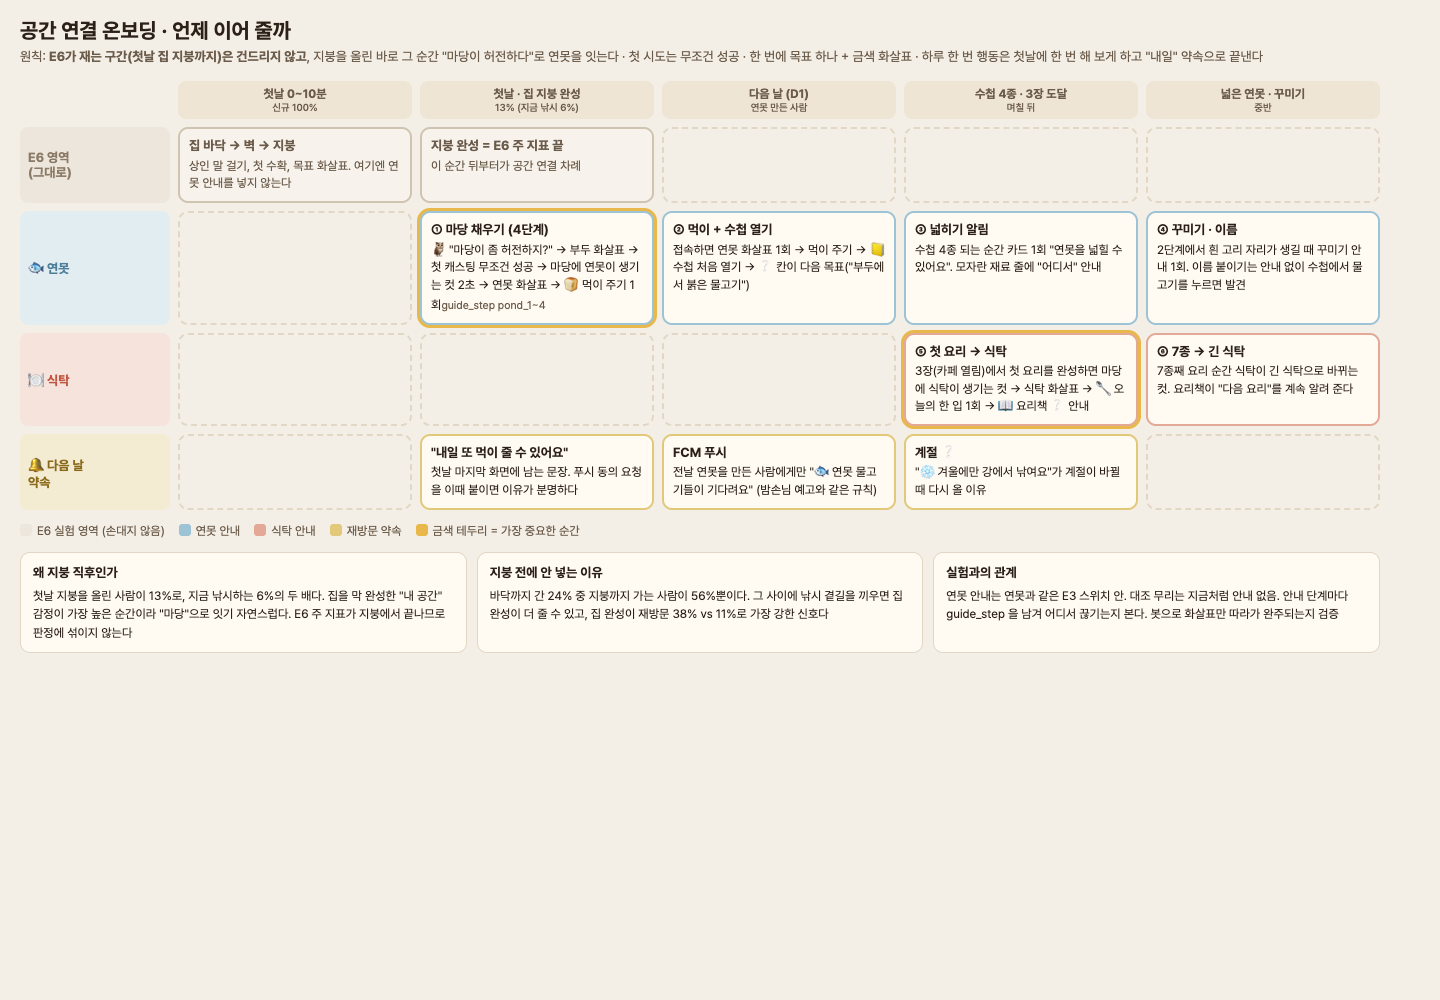 공간 연결 온보딩 · 언제 이어 줄까
원칙: E6가 재는 구간(첫날 집 지붕까지)은 건드리지 않고, 지붕을 올린 바로 그 순간 "마당이 허전하다"로 연못을 잇는다 · 첫 시도는 무조건 성공 · 한 번에 목표 하나 + 금색 화살표 · 하루 한 번 행동은 첫날에 한 번 해 보게 하고 "내일" 약속으로 끝낸다
첫날 0~10분
신규 100%
첫날 · 집 지붕 완성
13% (지금 낚시 6%)
다음 날 (D1)
연못 만든 사람
수첩 4종 · 3장 도달
며칠 뒤
넓은 연못 · 꾸미기
중반
E6 영역
(그대로)
집 바닥 → 벽 → 지붕
상인 말 걸기, 첫 수확, 목표 화살표. 여기엔 연
못 안내를 넣지 않는다
지붕 완성 = E6 주 지표 끝
이 순간 뒤부터가 공간 연결 차례
🐟 연못
① 마당 채우기 (4단계)
🦉 "마당이 좀 허전하지?" → 부두 화살표 →
첫 캐스팅 무조건 성공 → 마당에 연못이 생기
는 컷 2초 → 연못 화살표 → 🍞 먹이 주기 1
회guide_step pond_1~4
② 먹이 + 수첩 열기
접속하면 연못 화살표 1회 → 먹이 주기 → 📒
수첩 처음 열기 → ❔ 칸이 다음 목표("부두에
서 붉은 물고기")
③ 넓히기 알림
수첩 4종 되는 순간 카드 1회 "연못을 넓힐 수
있어요". 모자란 재료 줄에 "어디서" 안내
④ 꾸미기 · 이름
2단계에서 흰 고리 자리가 생길 때 꾸미기 안
내 1회. 이름 붙이기는 안내 없이 수첩에서 물
고기를 누르면 발견
🍽️ 식탁
⑤ 첫 요리 → 식탁
3장(카페 열림)에서 첫 요리를 완성하면 마당
에 식탁이 생기는 컷 → 식탁 화살표 → 🥄 오
늘의 한 입 1회 → 📖 요리책 ❔ 안내
⑥ 7종 → 긴 식탁
7종째 요리 순간 식탁이 긴 식탁으로 바뀌는
컷. 요리책이 "다음 요리"를 계속 알려 준다
🔔 다음 날
약속
"내일 또 먹이 줄 수 있어요"
첫날 마지막 화면에 남는 문장. 푸시 동의 요청
을 이때 붙이면 이유가 분명하다
FCM 푸시
전날 연못을 만든 사람에게만 "🐟 연못 물고
기들이 기다려요" (밤손님 예고와 같은 규칙)
계절 ❔
"❄️ 겨울에만 강에서 낚여요"가 계절이 바뀔
때 다시 올 이유
E6 실험 영역 (손대지 않음)
연못 안내
식탁 안내
재방문 약속
금색 테두리 = 가장 중요한 순간
왜 지붕 직후인가
첫날 지붕을 올린 사람이 13%로, 지금 낚시하는 6%의 두 배다. 집을 막 완성한 "내 공간"
감정이 가장 높은 순간이라 "마당"으로 잇기 자연스럽다. E6 주 지표가 지붕에서 끝나므로
판정에 섞이지 않는다
지붕 전에 안 넣는 이유
바닥까지 간 24% 중 지붕까지 가는 사람이 56%뿐이다. 그 사이에 낚시 곁길을 끼우면 집
완성이 더 줄 수 있고, 집 완성이 재방문 38% vs 11%로 가장 강한 신호다
실험과의 관계
연못 안내는 연못과 같은 E3 스위치 안. 대조 무리는 지금처럼 안내 없음. 안내 단계마다
guide_step 을 남겨 어디서 끊기는지 본다. 봇으로 화살표만 따라가 완주되는지 검증